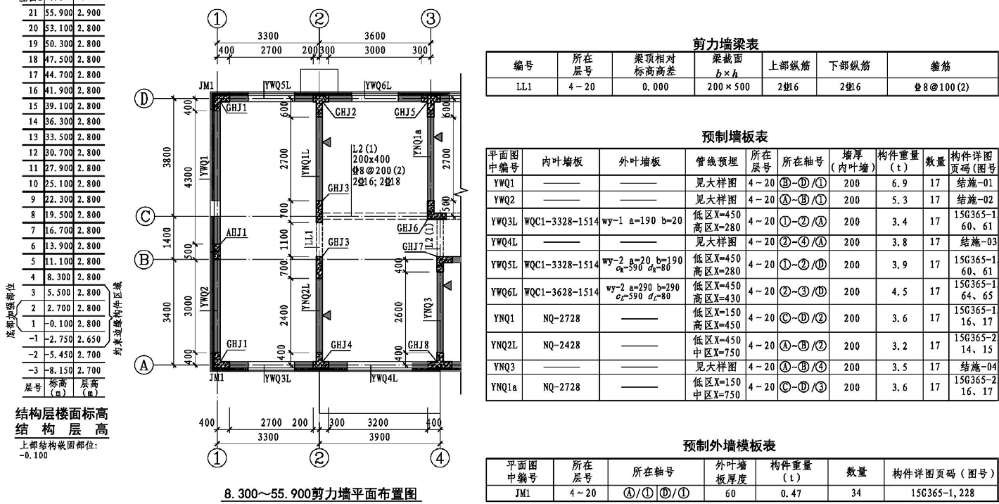 21 55.900 2.900
20 53.100 2.800
19 50.300 2.800
18 47.500 2.800
17 44.700 2.800
16 41.900 2.800
15 39.100 2.800
14 36.300 2.800
13 33.500 2.800
12 30.700 2.800
11 27.900 2.800
10 25.100 2.800
9 22.300 2.800
8 19.500 2.800
7 16.700 2.800
6 13.900 2.800
5 11.100 2.800
4 8.300 2.800
3 5.500 2.800
2 2.700 2.800
1 -0.100 2.800
-1 -2.750 2.650
-2 -5.450 2.700
-3 -8.150 2.700
层号 标高(m) 层高(m)
底部加强部位
约束边缘构件区域
结构层楼面标高
结 构 层 高
上部结构嵌固部位:
-0.100
① ② ③
3300 3600
400 2700 200 300 3000 300
JM1 YWQ5L YWQ6L
Ⓓ
GHJ1 GHJ2 GHJ5
400 600 600
3800 4300 YWQ1 2700 YNQ1L YNQ1a 2700
L2(1)
200x400
Φ8@200(2)
2Φ16;2Φ18
GHJ3
700 500
Ⓒ
GHJ6
1400 AHJ1 500 1100 LL1 L2(1)
GHJ3 GHJ7
Ⓑ
700 400
3400 3000 YWQ2 2400 YNQ2L 2600 YNQ3
GHJ1 GHJ4 GHJ8
400 400 400
Ⓐ
JM1 YWQ3L YWQ4L
400 2700 200 300 3200 400
3300 3900
① ② ④
8.300～55.900剪力墙平面布置图
剪力墙梁表
编号 所在层号 梁顶相对标高高差 梁截面b×h 上部纵筋 下部纵筋 箍筋
LL1 4~20 0.000 200×500 2Φ16 2Φ16 Φ8@100(2)
预制墙板表
平面图中编号 内叶墙板 外叶墙板 管线预埋 所在层号 所在轴号 墙厚(内叶墙) 构件重量(t) 数量 构件详图页码(图号
YWQ1 —— —— 见大样图 4~20 Ⓑ~Ⓓ/① 200 6.9 17 结施-01
YWQ2 —— —— 见大样图 4~20 Ⓐ~Ⓑ/① 200 5.3 17 结施-02
YWQ3L WQC1-3328-1514 wy-1 a=190 b=20 低区X=450 高区X=280 4~20 ①~②/Ⓐ 200 3.4 17 15G365-1、60、61
YWQ4L —— —— 见大样图 4~20 ②~④/Ⓐ 200 3.8 17 结施-03
YWQ5L WQC1-3328-1514 wy-2 a=20 b=190 cR=590 dR=80 低区X=450 高区X=280 4~20 ①~②/Ⓓ 200 3.9 17 15G365-1、60、61
YWQ6L WQC1-3628-1514 wy-2 a=290 b=290 cL=590 dL=80 低区X=450 高区X=430 4~20 ②~③/Ⓓ 200 4.5 17 15G365-1、64、65
YNQ1 NQ-2728 —— 低区X=150 高区X=450 4~20 Ⓒ~Ⓓ/② 200 3.6 17 15G365-1、16、17
YNQ2L NQ-2428 —— 低区X=450 中区X=750 4~20 Ⓐ~Ⓑ/② 200 3.2 17 15G365-2、14、15
YNQ3 —— —— 见大样图 4~20 Ⓐ~Ⓑ/④ 200 3.5 17 结施-04
YNQ1a NQ-2728 —— 低区X=150 中区X=750 4~20 Ⓒ~Ⓓ/③ 200 3.6 17 15G365-2、16、17
预制外墙模板表
平面图中编号 所在层号 所在轴号 外叶墙板厚度 构件重量(t) 数量 构件详图页码(图号)
JM1 4~20 Ⓐ/① Ⓓ/① 60 0.47 34 15G365-1,228